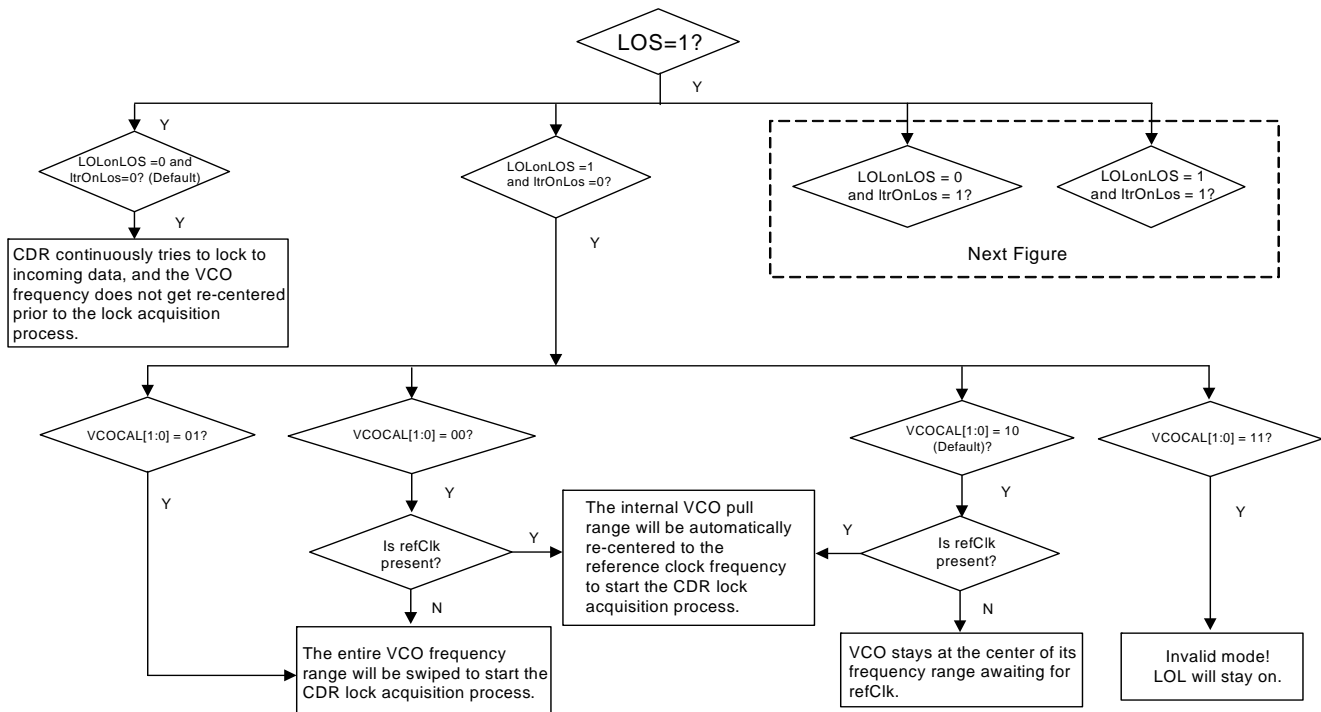 LOS=1?
Y
Y
LOLonLOS =0 and
ltrOnLos=0? (Default)
Y
CDR continuously tries to lock to
incoming data, and the VCO
frequency does not get re-centered
prior to the lock acquisition
process.
LOLonLOS =1
and ltrOnLos =0?
Y
LOLonLOS = 0
and ltrOnLos = 1?
LOLonLOS = 1
and ltrOnLos = 1?
Next Figure
VCOCAL[1:0] = 01?
Y
VCOCAL[1:0] = 00?
Y
Is refClk
present?
Y
N
The entire VCO frequency
range will be swiped to start the
CDR lock acquisition process.
The internal VCO pull
range will be automatically
re-centered to the
reference clock frequency
to start the CDR lock
acquisition process.
VCOCAL[1:0] = 10
(Default)?
Y
Y
Is refClk
present?
N
VCO stays at the center of its
frequency range awaiting for
refClk.
VCOCAL[1:0] = 11?
Y
Invalid mode!
LOL will stay on.